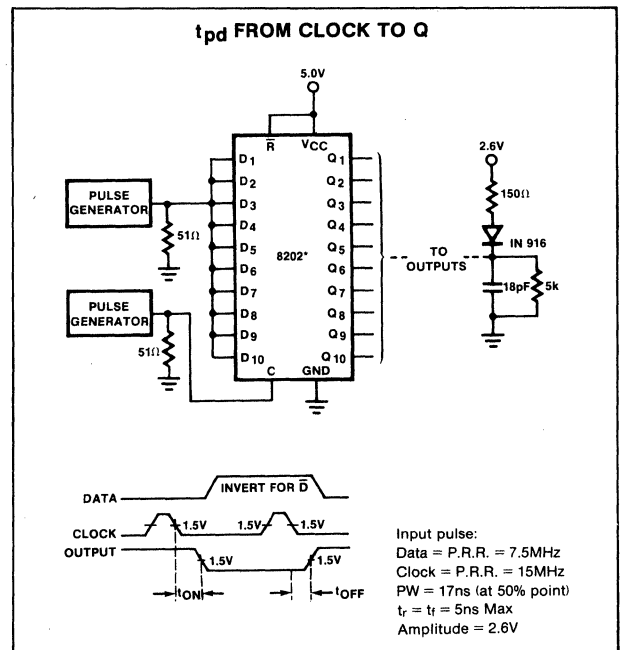 tpd FROM CLOCK TO Q
5.0V
R̅ VCC
PULSE
GENERATOR
51Ω
PULSE
GENERATOR
51Ω
D1
D2
D3
D4
D5
D6
D7
D8
D9
D10
8202*
C GND
Q1
Q2
Q3
Q4
Q5
Q6
Q7
Q8
Q9
Q10
TO
OUTPUTS
2.6V
150Ω
IN 916
18pF 5k
DATA INVERT FOR D̅
CLOCK 1.5V 1.5V 1.5V
OUTPUT 1.5V 1.5V
tON tOFF
Input pulse:
Data = P.R.R. = 7.5MHz
Clock = P.R.R. = 15MHz
PW = 17ns (at 50% point)
tr = tf = 5ns Max
Amplitude = 2.6V